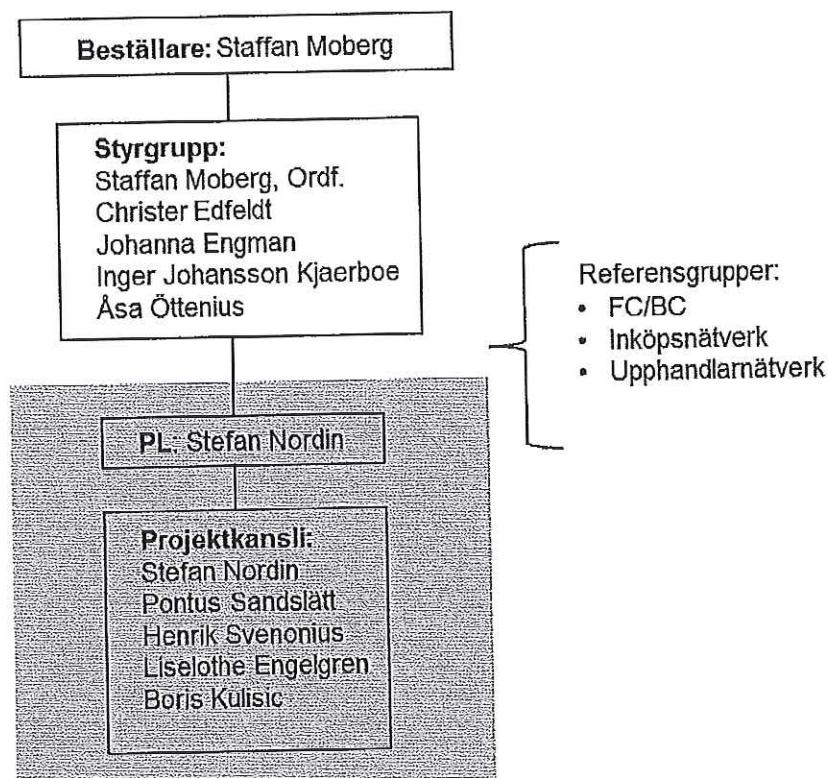 Beställare: Staffan Moberg
Styrgrupp:
Staffan Moberg, Ordf.
Christer Edfeldt
Johanna Engman
Inger Johansson Kjaerboe
Åsa Öttenius
Referensgrupper:
• FC/BC
• Inköpsnätverk
• Upphandlarnätverk
PL: Stefan Nordin
Projektkansli:
Stefan Nordin
Pontus Sandslätt
Henrik Svenonius
Liselothe Engelgren
Boris Kulisic